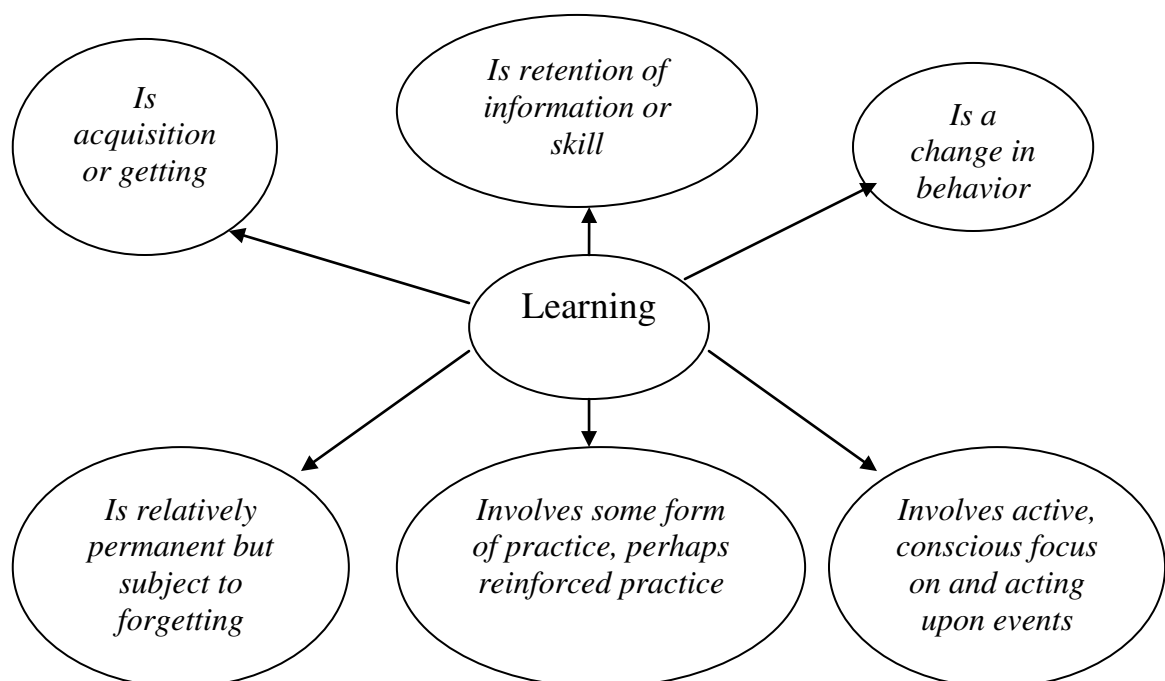 Is
acquisition
or getting
Is retention of
information or
skill
Is a
change in
behavior
Learning
Is relatively
permanent but
subject to
forgetting
Involves some form
of practice, perhaps
reinforced practice
Involves active,
conscious focus
on and acting
upon events